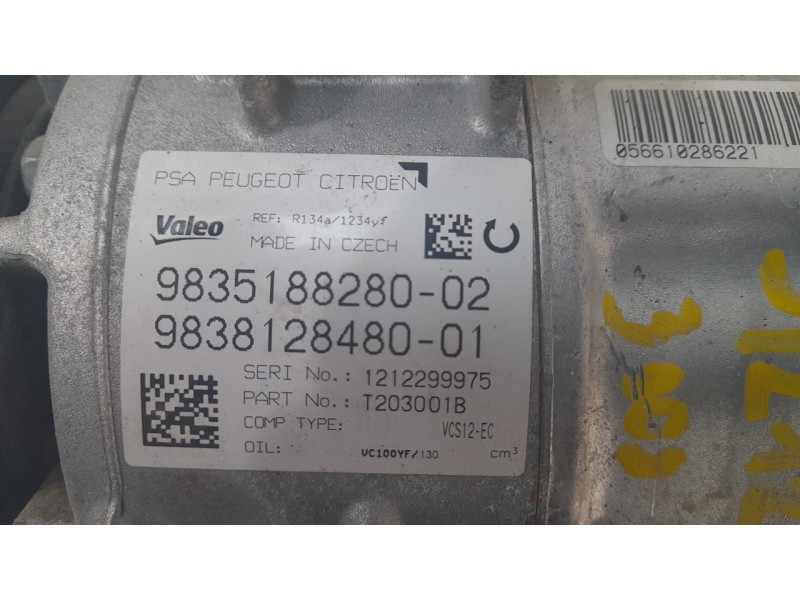 PSA PEUGEOT CITROËN
Valeo
REF: R134a/1234yf
MADE IN CZECH
9835188280-02
9838128480-01
SERI No.: 1212299975
PART No.: T203001B
COMP TYPE: VCS12-EC
OIL: VC100YF/130 cm³
056610286221